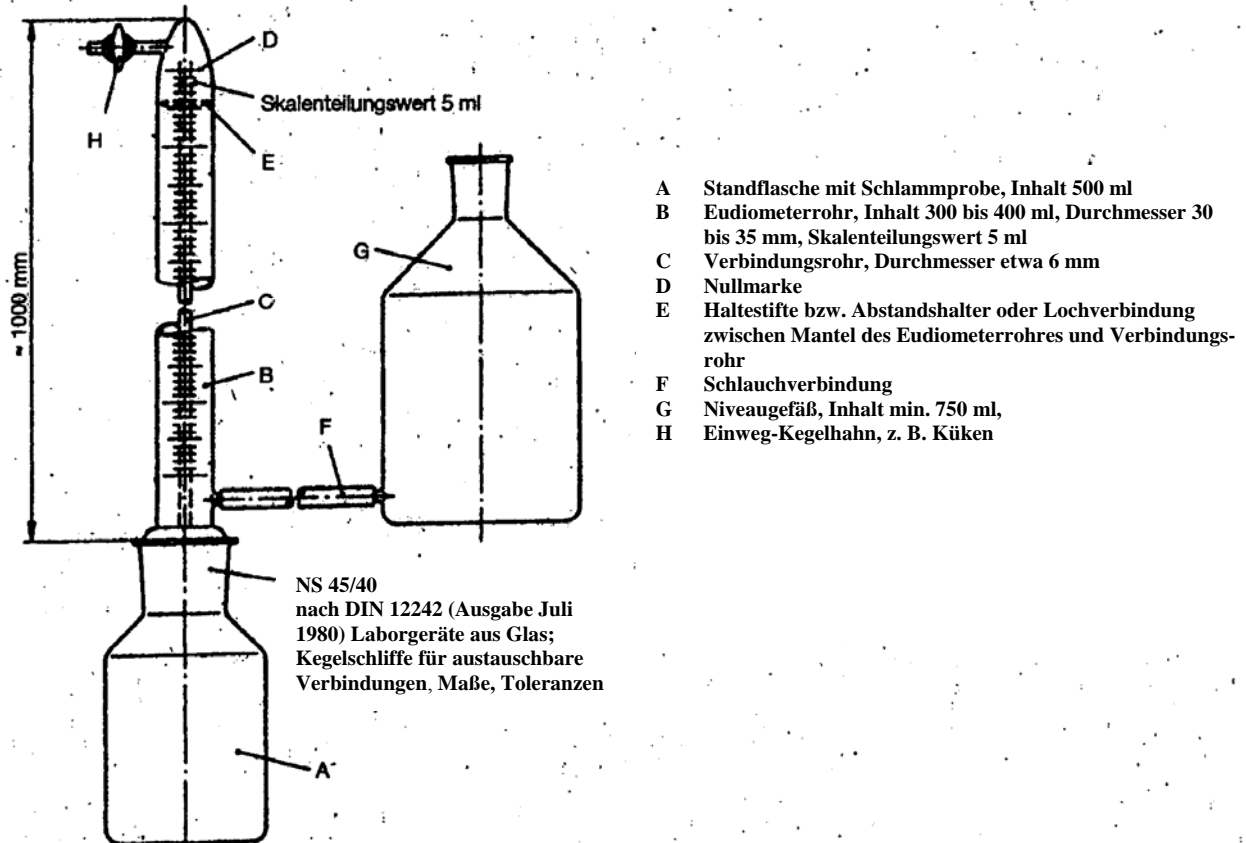 D
Skalenteilungswert 5 ml
H
E
G
≈ 1000 mm
C
B
F
NS 45/40
nach DIN 12242 (Ausgabe Juli
1980) Laborgeräte aus Glas;
Kegelschliffe für austauschbare
Verbindungen, Maße, Toleranzen
A
A Standflasche mit Schlammprobe, Inhalt 500 ml
B Eudiometerrohr, Inhalt 300 bis 400 ml, Durchmesser 30
bis 35 mm, Skalenteilungswert 5 ml
C Verbindungsrohr, Durchmesser etwa 6 mm
D Nullmarke
E Haltestifte bzw. Abstandshalter oder Lochverbindung
zwischen Mantel des Eudiometerrohres und Verbindungs-
rohr
F Schlauchverbindung
G Niveaugefäß, Inhalt min. 750 ml,
H Einweg-Kegelhahn, z. B. Küken